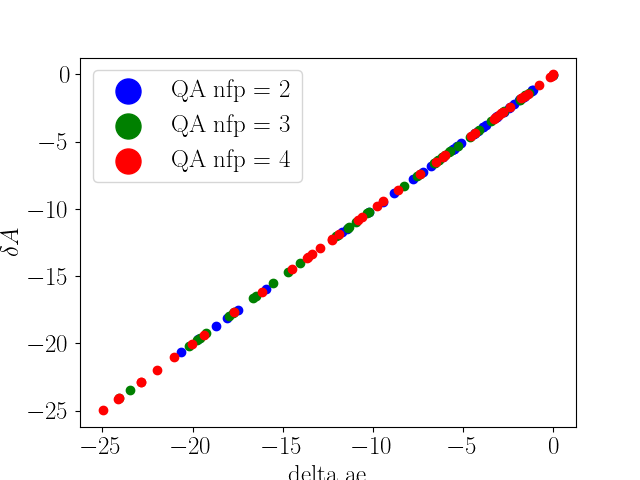 QA nfp = 2
QA nfp = 3
QA nfp = 4
0
−5
−10
−15
−20
−25
δA
−25 −20 −15 −10 −5 0
delta ae